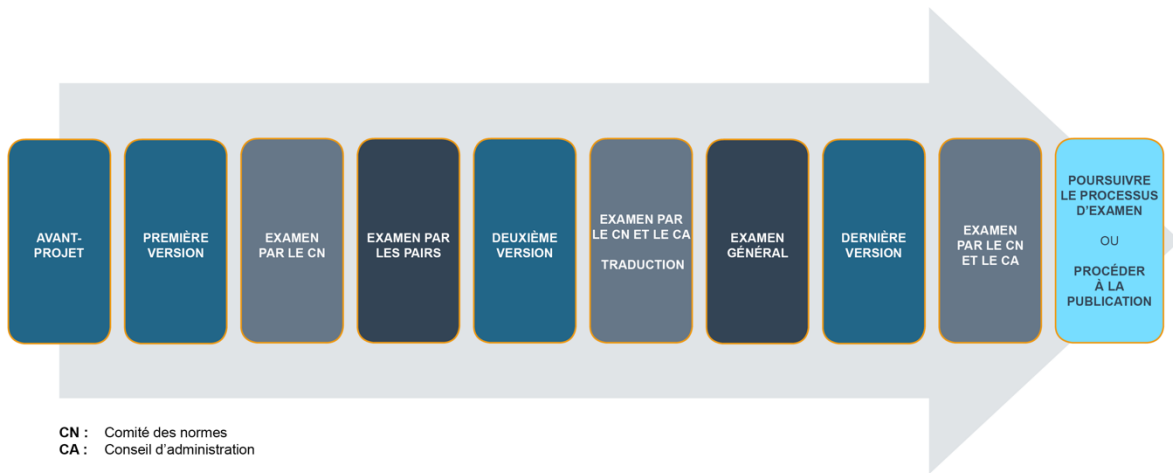 AVANT-
PROJET
PREMIÈRE
VERSION
EXAMEN
PAR LE CN
EXAMEN PAR
LES PAIRS
DEUXIÈME
VERSION
EXAMEN PAR
LE CN ET LE CA
TRADUCTION
EXAMEN
GÉNÉRAL
DERNIÈRE
VERSION
EXAMEN
PAR LE CN
ET LE CA
POURSUIVRE
LE PROCESSUS
D'EXAMEN
OU
PROCÉDER
À LA
PUBLICATION
CN : Comité des normes
CA : Conseil d'administration